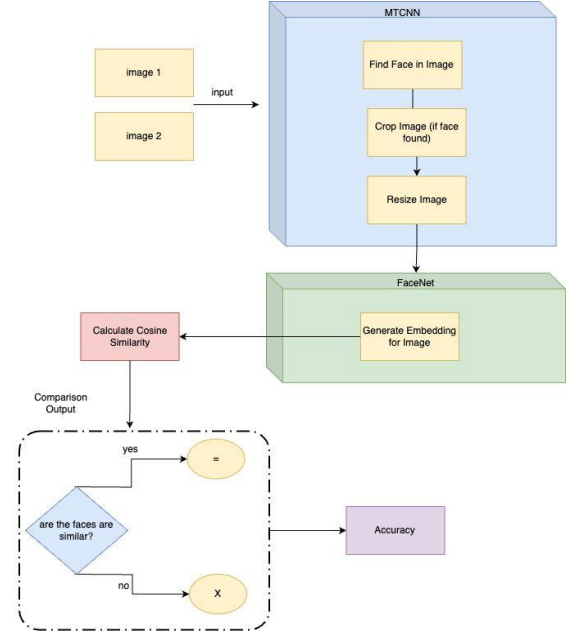 MTCNN
image 1
image 2
input
Find Face in Image
Crop Image (if face
found)
Resize Image
FaceNet
Generate Embedding
for Image
Calculate Cosine
Similarity
Comparison
Output
yes
=
are the faces are
similar?
no
X
Accuracy